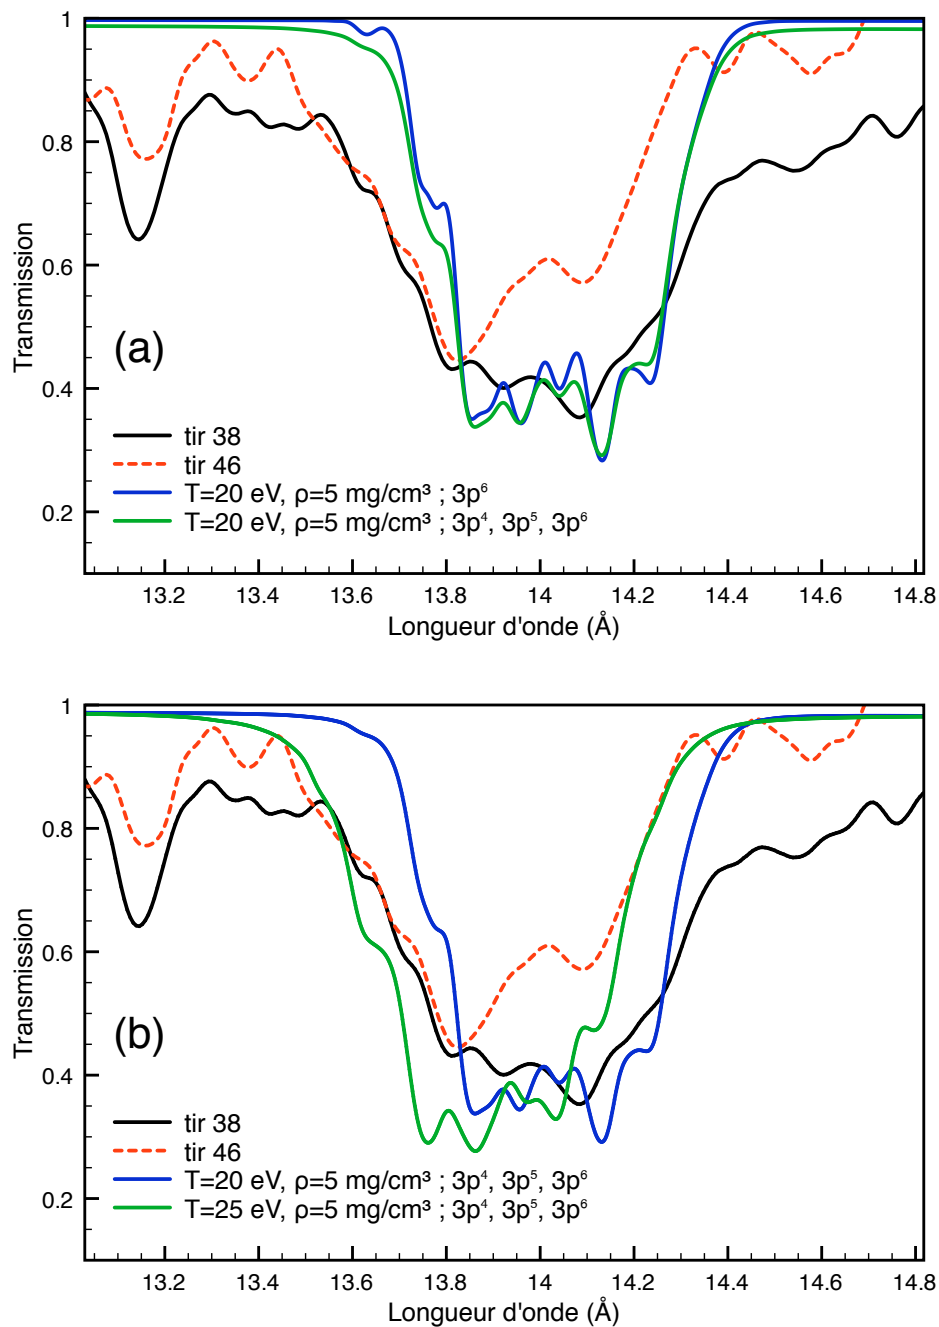 1
0.8
0.6
0.4
0.2
Transmission
(a)
tir 38
tir 46
T=20 eV, ρ=5 mg/cm³ ; 3p⁶
T=20 eV, ρ=5 mg/cm³ ; 3p⁴, 3p⁵, 3p⁶
13.2 13.4 13.6 13.8 14 14.2 14.4 14.6 14.8
Longueur d'onde (Å)
1
0.8
0.6
0.4
0.2
Transmission
(b)
tir 38
tir 46
T=20 eV, ρ=5 mg/cm³ ; 3p⁴, 3p⁵, 3p⁶
T=25 eV, ρ=5 mg/cm³ ; 3p⁴, 3p⁵, 3p⁶
13.2 13.4 13.6 13.8 14 14.2 14.4 14.6 14.8
Longueur d'onde (Å)